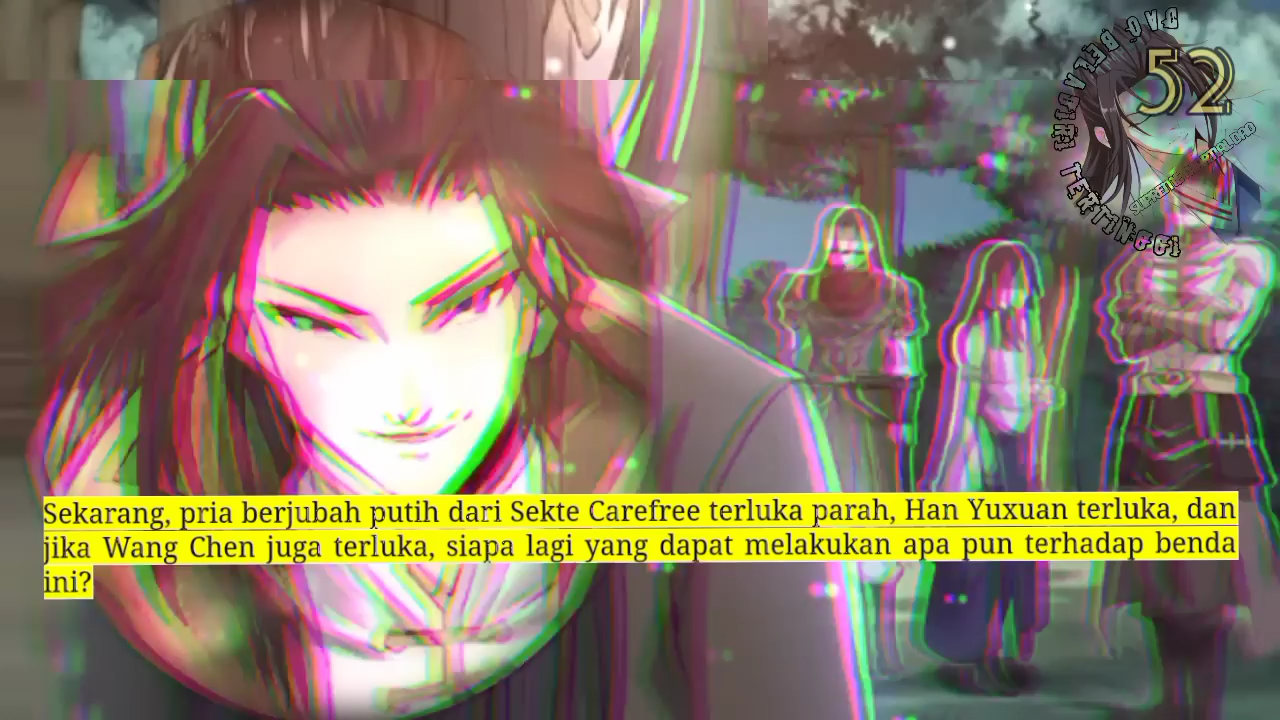 52
Sekarang, pria berjubah putih dari Sekte Carefree terluka parah, Han Yuxuan terluka, dan
jika Wang Chen juga terluka, siapa lagi yang dapat melakukan apa pun terhadap benda
ini?